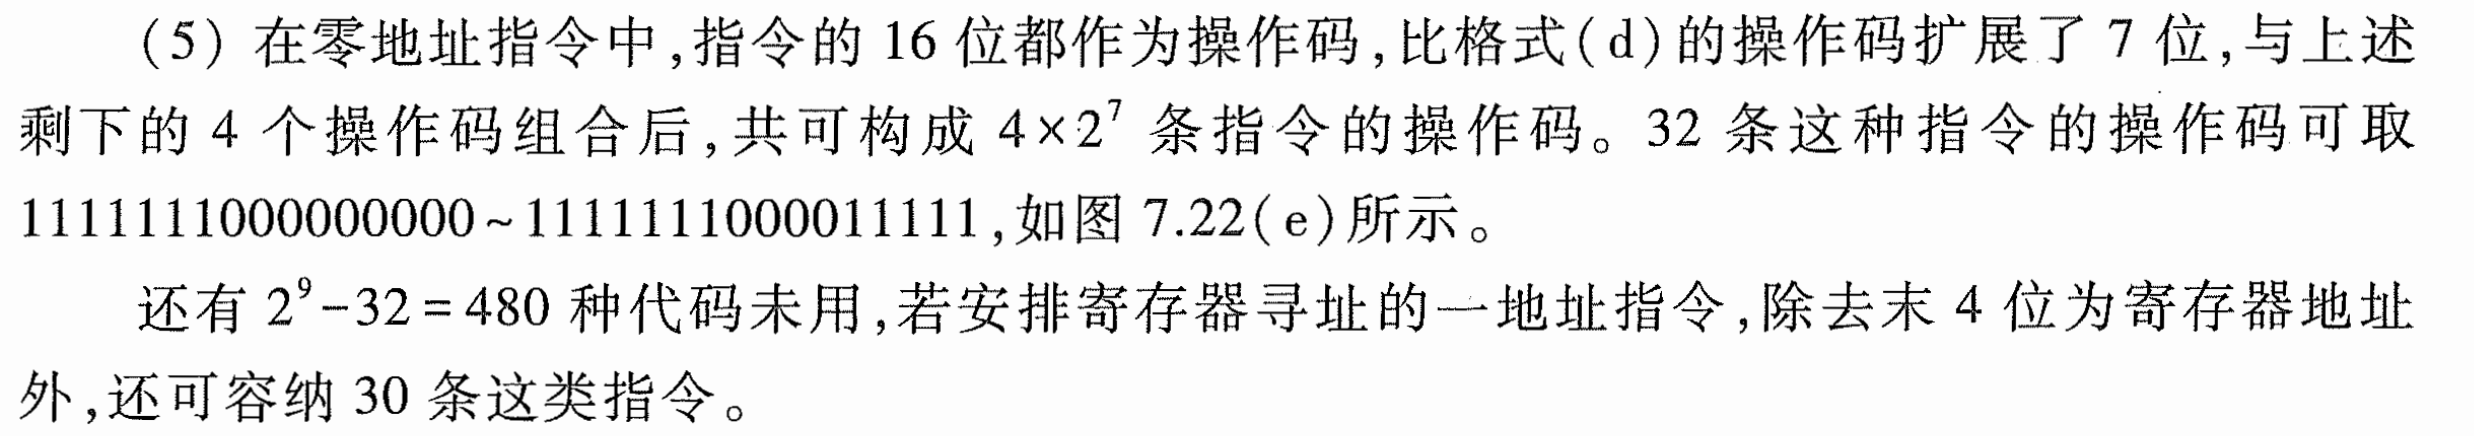 (5) 在零地址指令中,指令的 16 位都作为操作码,比格式(d)的操作码扩展了 7 位,与上述
剩下的 4 个操作码组合后,共可构成 4×2⁷ 条指令的操作码。32 条这种指令的操作码可取
1111111000000000~1111111000011111,如图 7.22(e)所示。
还有 2⁹-32=480 种代码未用,若安排寄存器寻址的一地址指令,除去末 4 位为寄存器地址
外,还可容纳 30 条这类指令。